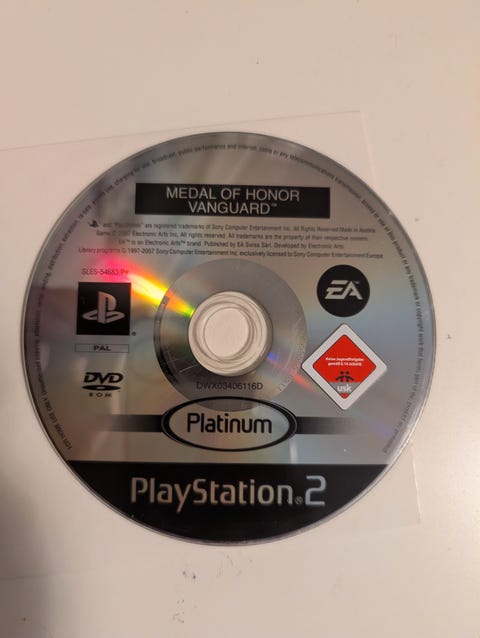 MEDAL OF HONOR
VANGUARD™
and "PlayStation" are registered trademarks of Sony Computer Entertainment Inc. All Rights Reserved. Made in Austria
Game © 2007 Electronic Arts Inc. All rights reserved. All trademarks are the property of their respective owners.
EA™ is an Electronic Arts™ brand. Published by EA Swiss Sàrl. Developed by Electronic Arts.
Library programs © 1997-2007 Sony Computer Entertainment Inc. exclusively licensed to Sony Computer Entertainment Europe.
SLES-54683/P#
EA
PAL
DVD
ROM
DWX03406116D
Keine Jugendfreigabe
gemäß § 14 JuSchG.
usk
Platinum
PlayStation®2
FOR HOME USE ONLY